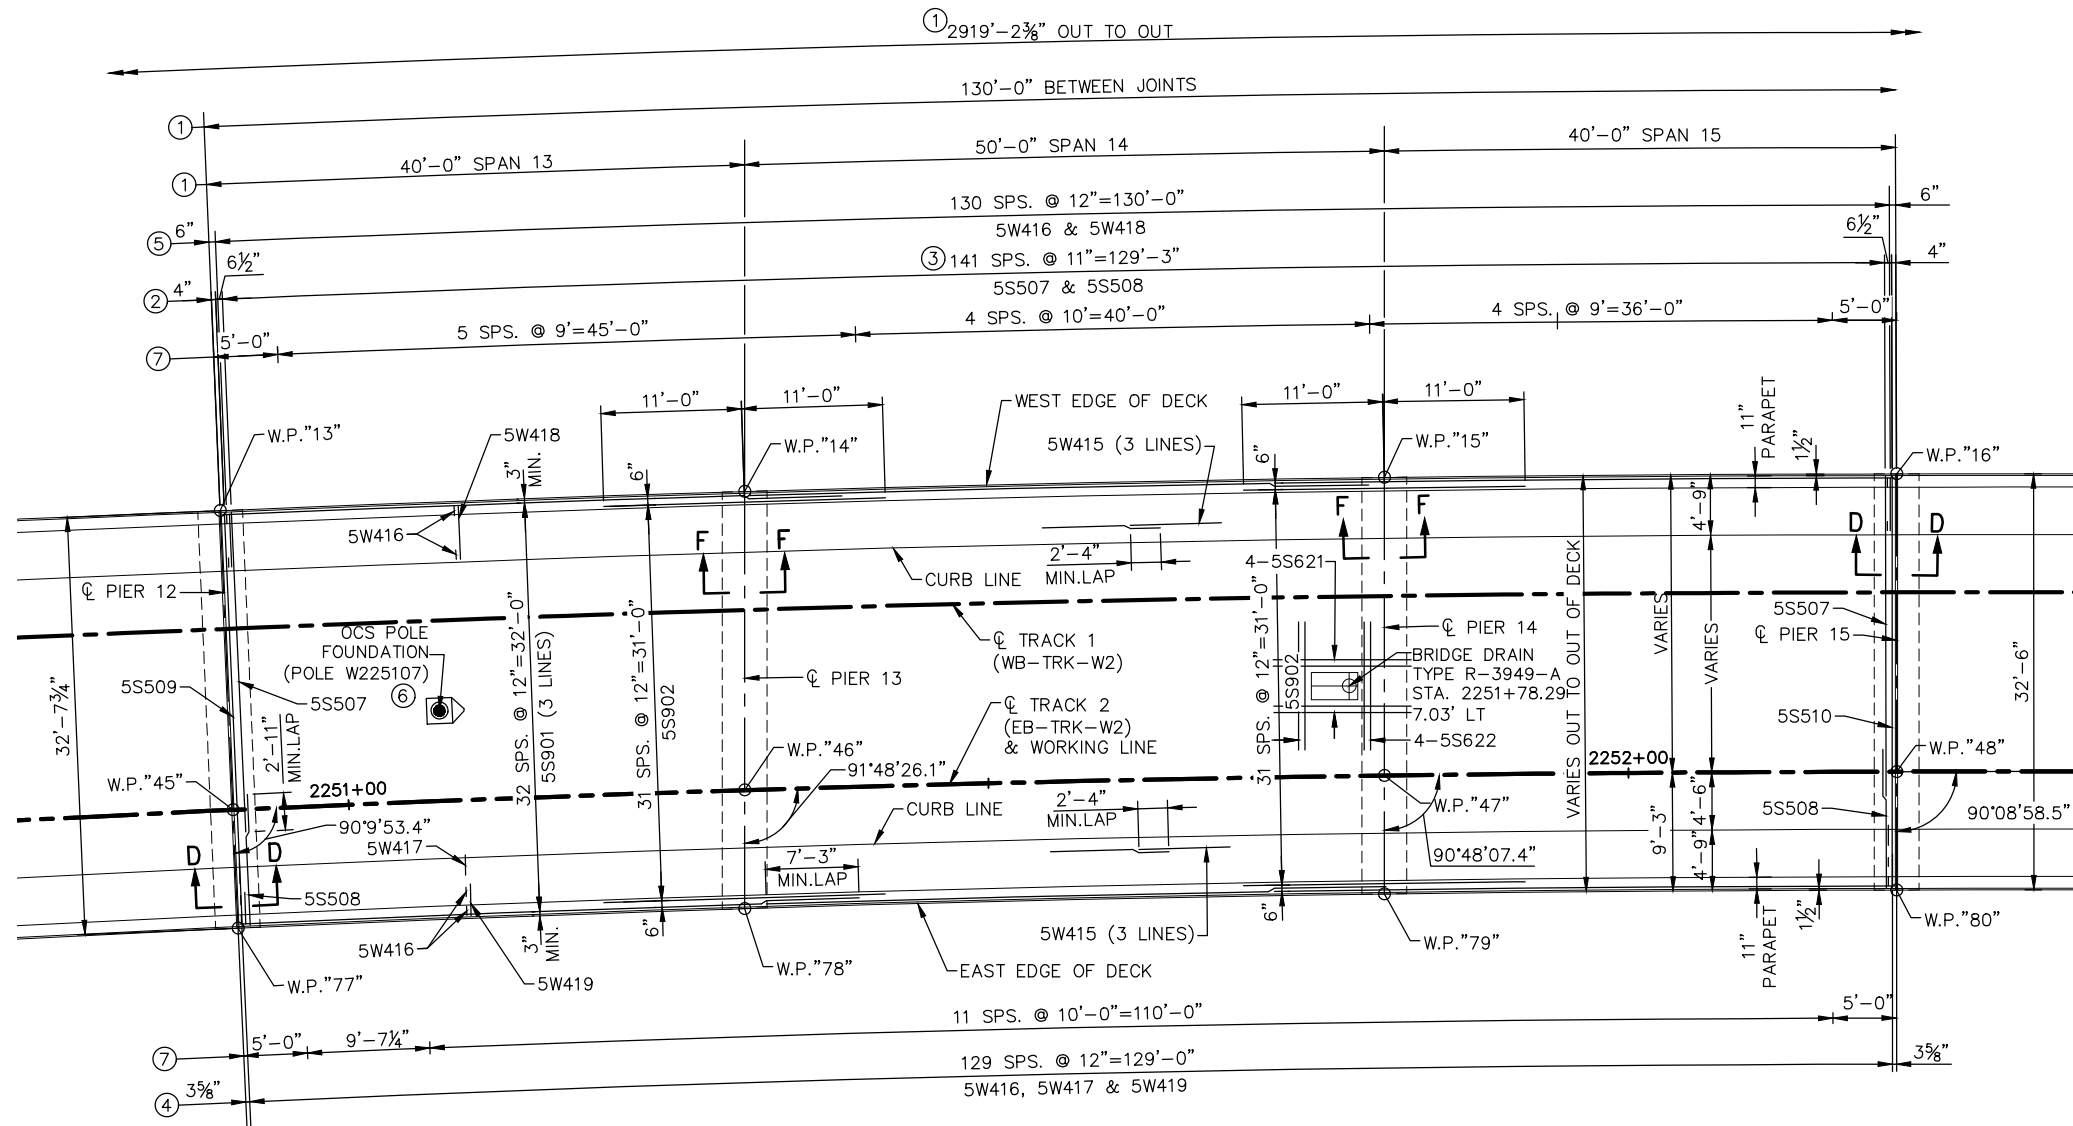 1
2919'-2⅜" OUT TO OUT
130'-0" BETWEEN JOINTS
1
40'-0" SPAN 13
50'-0" SPAN 14
40'-0" SPAN 15
1
130 SPS. @ 12"=130'-0"
6"
5W416 & 5W418
5
6"
6½"
3
141 SPS. @ 11"=129'-3"
6½"
4"
5S507 & 5S508
2
4"
5 SPS. @ 9'=45'-0"
4 SPS. @ 10'=40'-0"
4 SPS. @ 9'=36'-0"
5'-0"
7
5'-0"
11'-0"
11'-0"
WEST EDGE OF DECK
11'-0"
11'-0"
11"
PARAPET
1½"
W.P."13"
5W418
3"
MIN.
6"
W.P."14"
5W415 (3 LINES)
6"
W.P."15"
W.P."16"
4'-9"
5W416
F
F
F
F
D
D
2'-4"
MIN.LAP
4-5S621
℄ PIER 12
CURB LINE
5S507
OCS POLE
FOUNDATION
(POLE W225107)
6
℄ TRACK 1
(WB-TRK-W2)
℄ PIER 14
℄ PIER 15
BRIDGE DRAIN
TYPE R-3949-A
STA. 2251+78.29
7.03' LT
℄ PIER 13
5S509
5S507
32'-7¾"
2'-11"
MIN.LAP
32 SPS. @ 12"=32'-0"
5S901 (3 LINES)
31 SPS. @ 12"=31'-0"
5S902
31 SPS. @ 12"=31'-0"
5S902
VARIES OUT TO OUT OF DECK
VARIES
VARIES
32'-6"
℄ TRACK 2
(EB-TRK-W2)
& WORKING LINE
5S510
4-5S622
W.P."46"
W.P."48"
91°48'26.1"
2252+00
W.P."45"
2251+00
W.P."47"
2'-4"
MIN.LAP
CURB LINE
5S508
90°08'58.5"
4'-6"
90°9'53.4"
5W417
9'-3"
4'-9"
D
D
7'-3"
MIN.LAP
90°48'07.4"
5S508
6"
6"
3"
MIN.
5W416
5W415 (3 LINES)
W.P."79"
11"
PARAPET
1½"
W.P."80"
W.P."77"
5W419
W.P."78"
EAST EDGE OF DECK
11 SPS. @ 10'-0"=110'-0"
5'-0"
7
5'-0"
9'-7¼"
129 SPS. @ 12"=129'-0"
3⅝"
4
3⅝"
5W416, 5W417 & 5W419